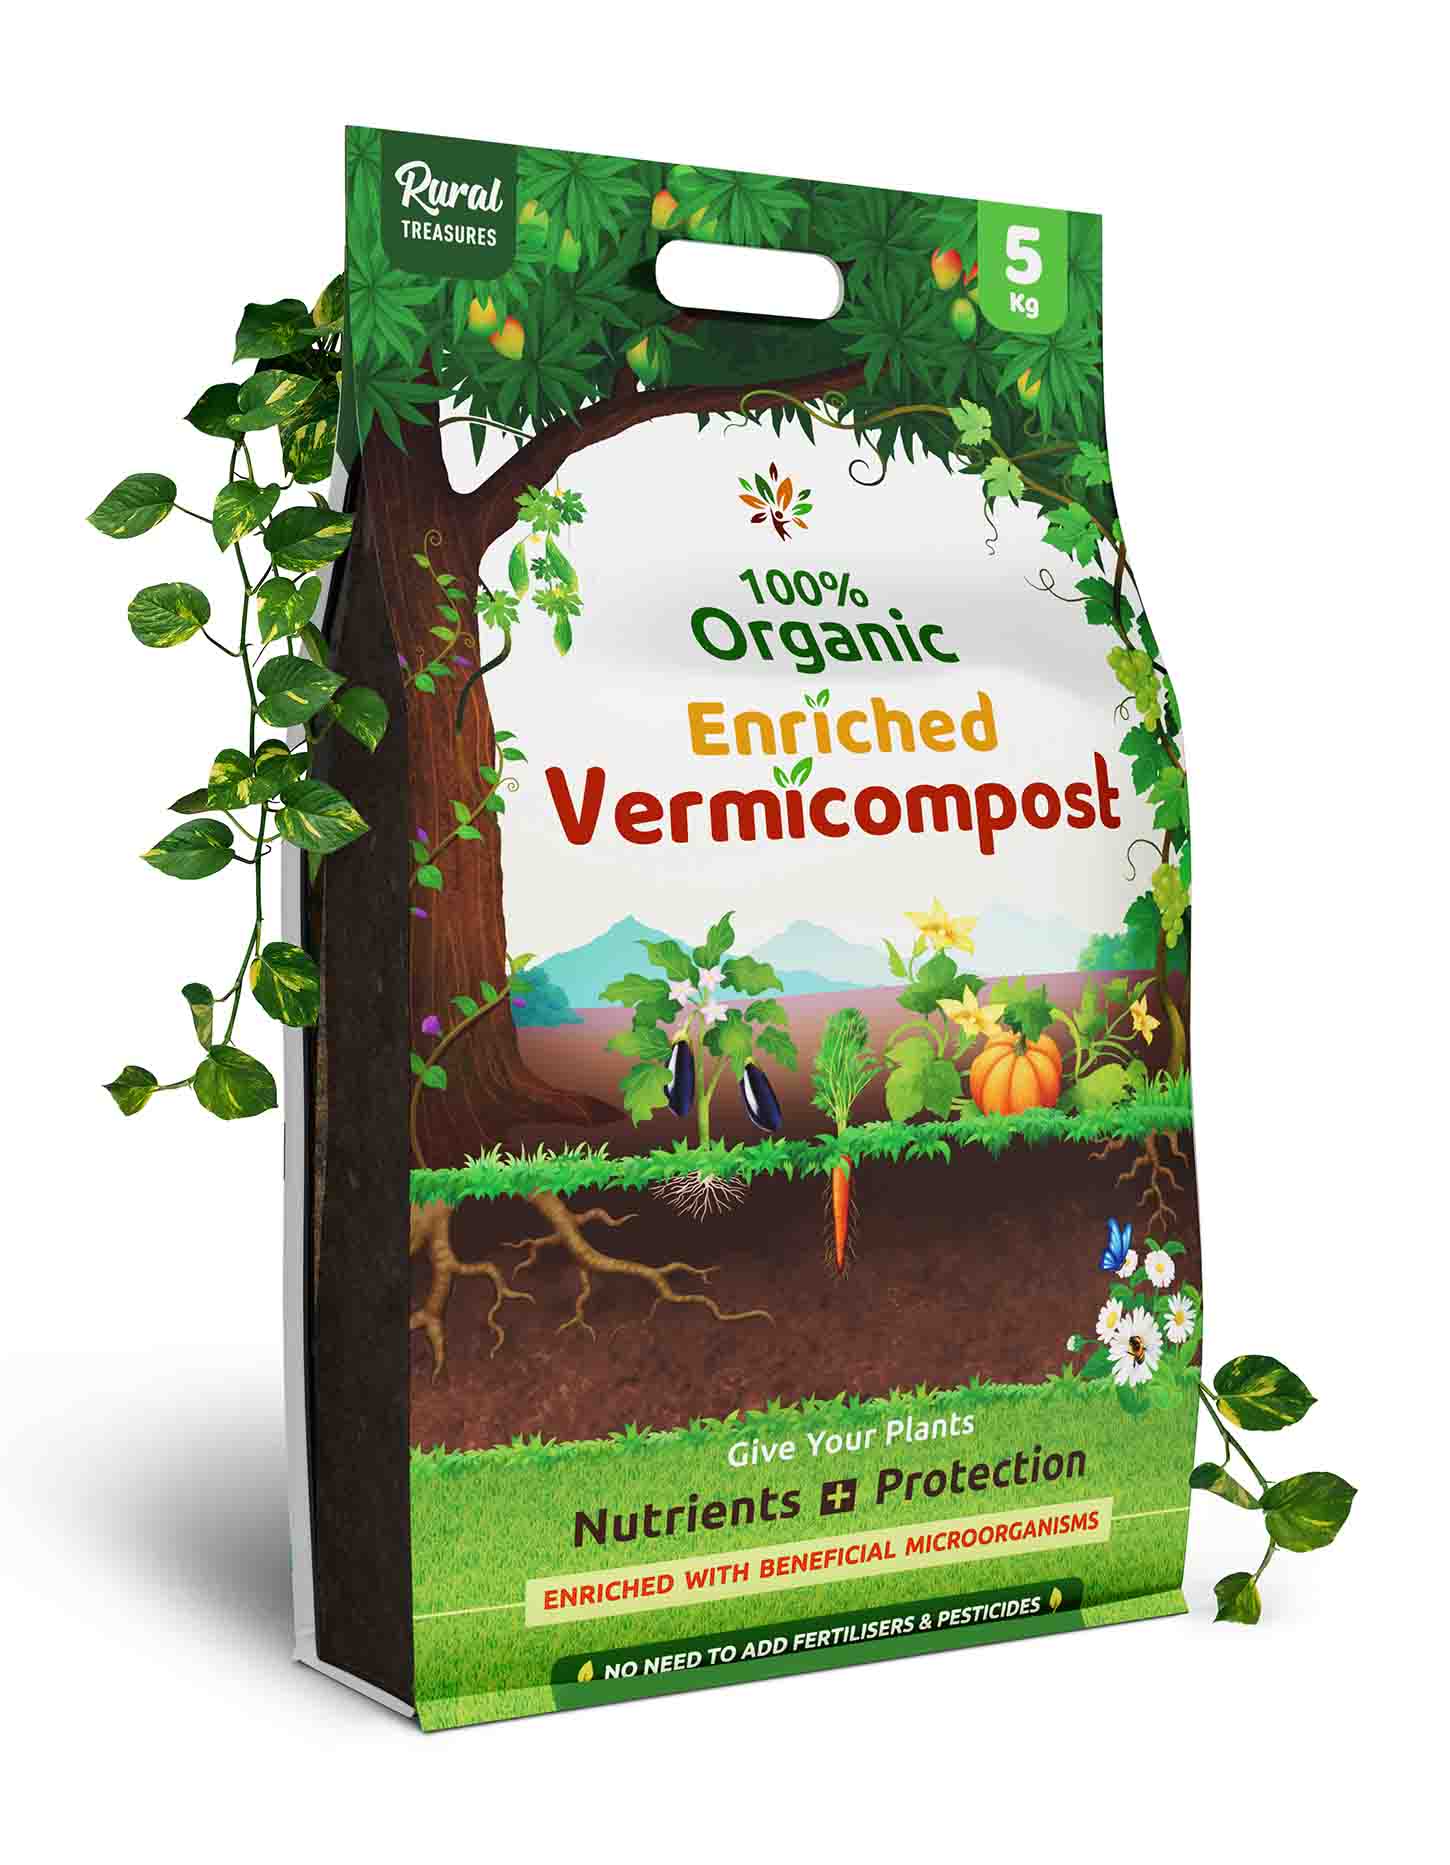 Rural
TREASURES
5
Kg
100%
Organic
Enriched
Vermicompost
Give Your Plants
Nutrients + Protection
ENRICHED WITH BENEFICIAL MICROORGANISMS
NO NEED TO ADD FERTILISERS & PESTICIDES